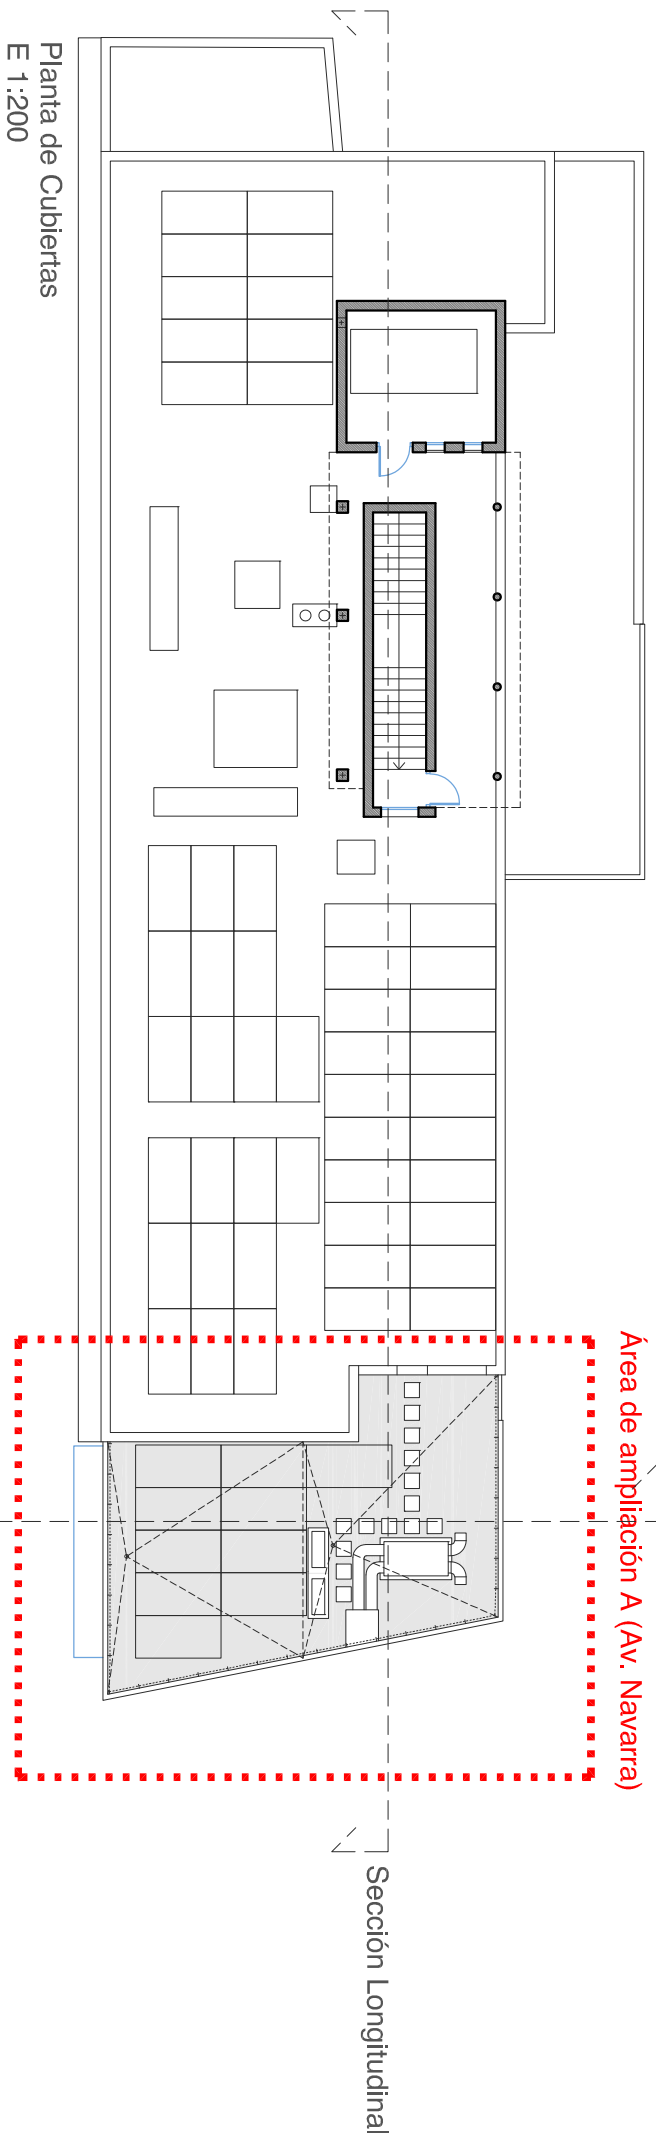 Planta de Cubiertas
E 1:200
Área de ampliación A (Av. Navarra)
Sección Longitudinal